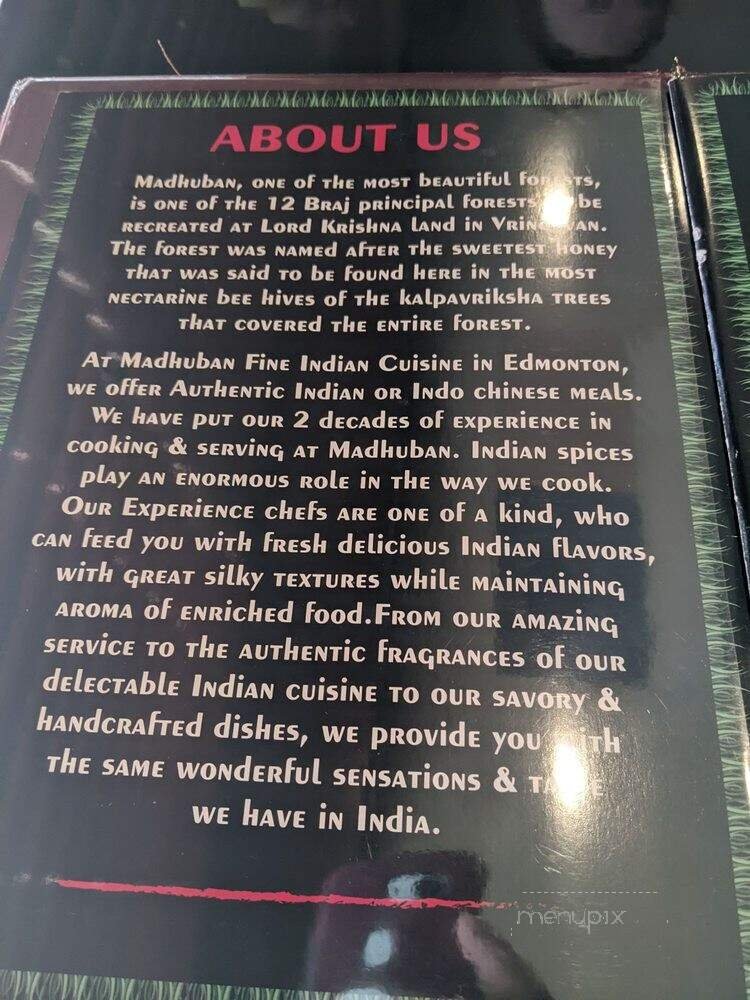 ABOUT US
Madhuban, one of the most beautiful forests,
is one of the 12 Braj principal forests be
recreated at Lord Krishna land in Vrindavan.
The forest was named after the sweetest honey
that was said to be found here in the most
nectarine bee hives of the kalpavriksha trees
that covered the entire forest.
At Madhuban Fine Indian Cuisine in Edmonton,
we offer Authentic Indian or Indo chinese meals.
We have put our 2 decades of experience in
cooking & serving at Madhuban. Indian spices
play an enormous role in the way we cook.
Our Experience chefs are one of a kind, who
can feed you with fresh delicious Indian flavors,
with great silky textures while maintaining
aroma of enriched food.From our amazing
service to the authentic fragrances of our
delectable Indian cuisine to our savory &
handcrafted dishes, we provide you with
the same wonderful sensations &
we have in India.
menupix